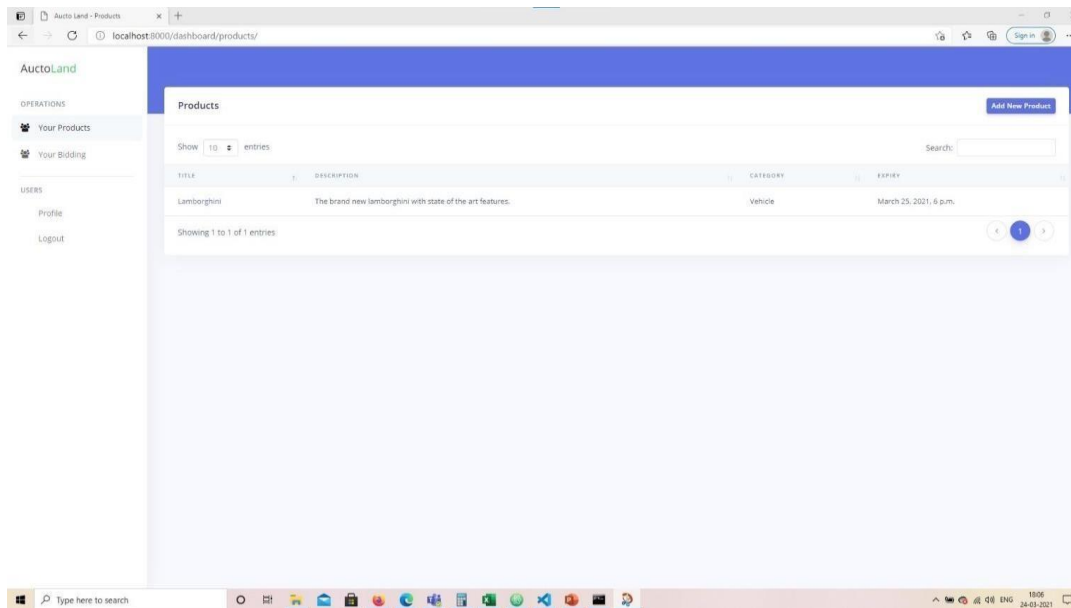 Aucto Land - Products
localhost:8000/dashboard/products/
Sign in
AuctoLand
OPERATIONS
Your Products
Your Bidding
USERS
Profile
Logout
Products
Add New Product
Show 10 entries
Search:
TITLE DESCRIPTION CATEGORY EXPIRY
Lamborghini The brand new lamborghini with state of the art features. Vehicle March 25, 2021, 6 p.m.
Showing 1 to 1 of 1 entries
1
Type here to search
ENG
18:06
24-03-2021